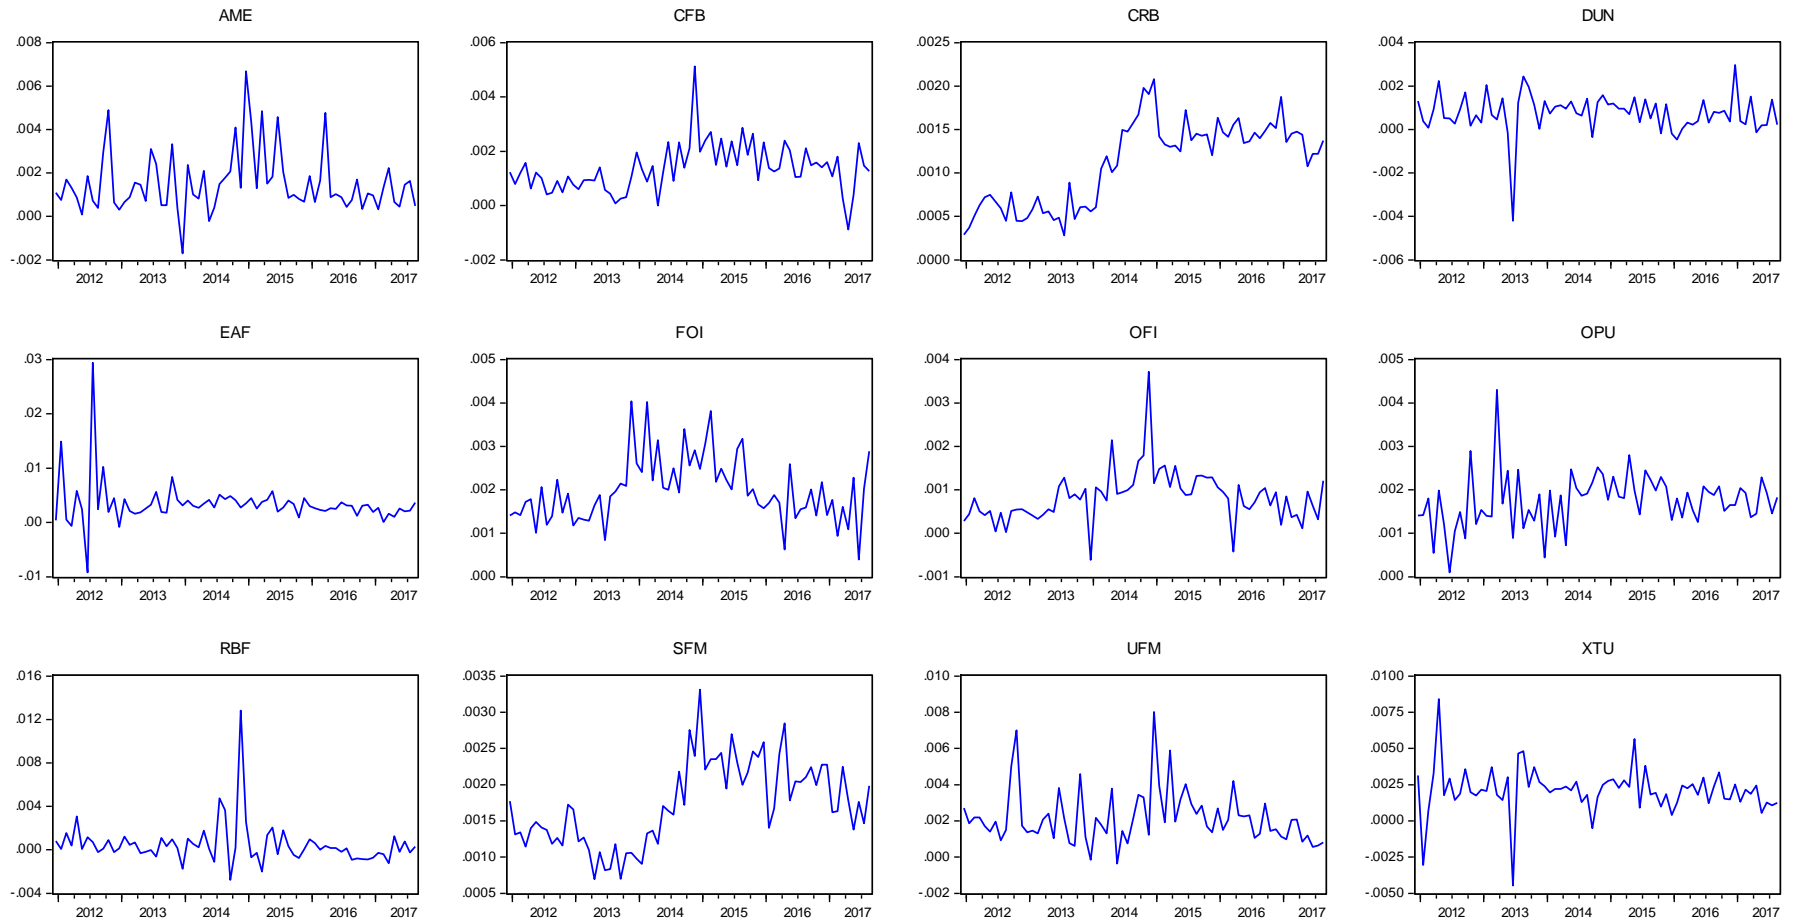 AME CFB CRB DUN
.008 .006 .0025 .004
.006 .004 .0020 .002
.004 .002 .0015 .000
.002 .000 .0010 -.002
.000 -.002 .0005 -.004
-.002 .0000 -.006
2012 2013 2014 2015 2016 2017 2012 2013 2014 2015 2016 2017 2012 2013 2014 2015 2016 2017 2012 2013 2014 2015 2016 2017
EAF FOI OFI OPU
.03 .005 .004 .005
.02 .004 .003 .004
.01 .003 .002 .003
.00 .002 .001 .002
-.01 .001 .000 .001
.000 -.001 .000
2012 2013 2014 2015 2016 2017 2012 2013 2014 2015 2016 2017 2012 2013 2014 2015 2016 2017 2012 2013 2014 2015 2016 2017
RBF SFM UFM XTU
.016 .0035 .010 .0100
.012 .0030 .008 .0075
.008 .0025 .006 .0050
.004 .0020 .004 .0025
.000 .0015 .002 .0000
-.004 .0010 .000 -.0025
.0005 -.002 -.0050
2012 2013 2014 2015 2016 2017 2012 2013 2014 2015 2016 2017 2012 2013 2014 2015 2016 2017 2012 2013 2014 2015 2016 2017